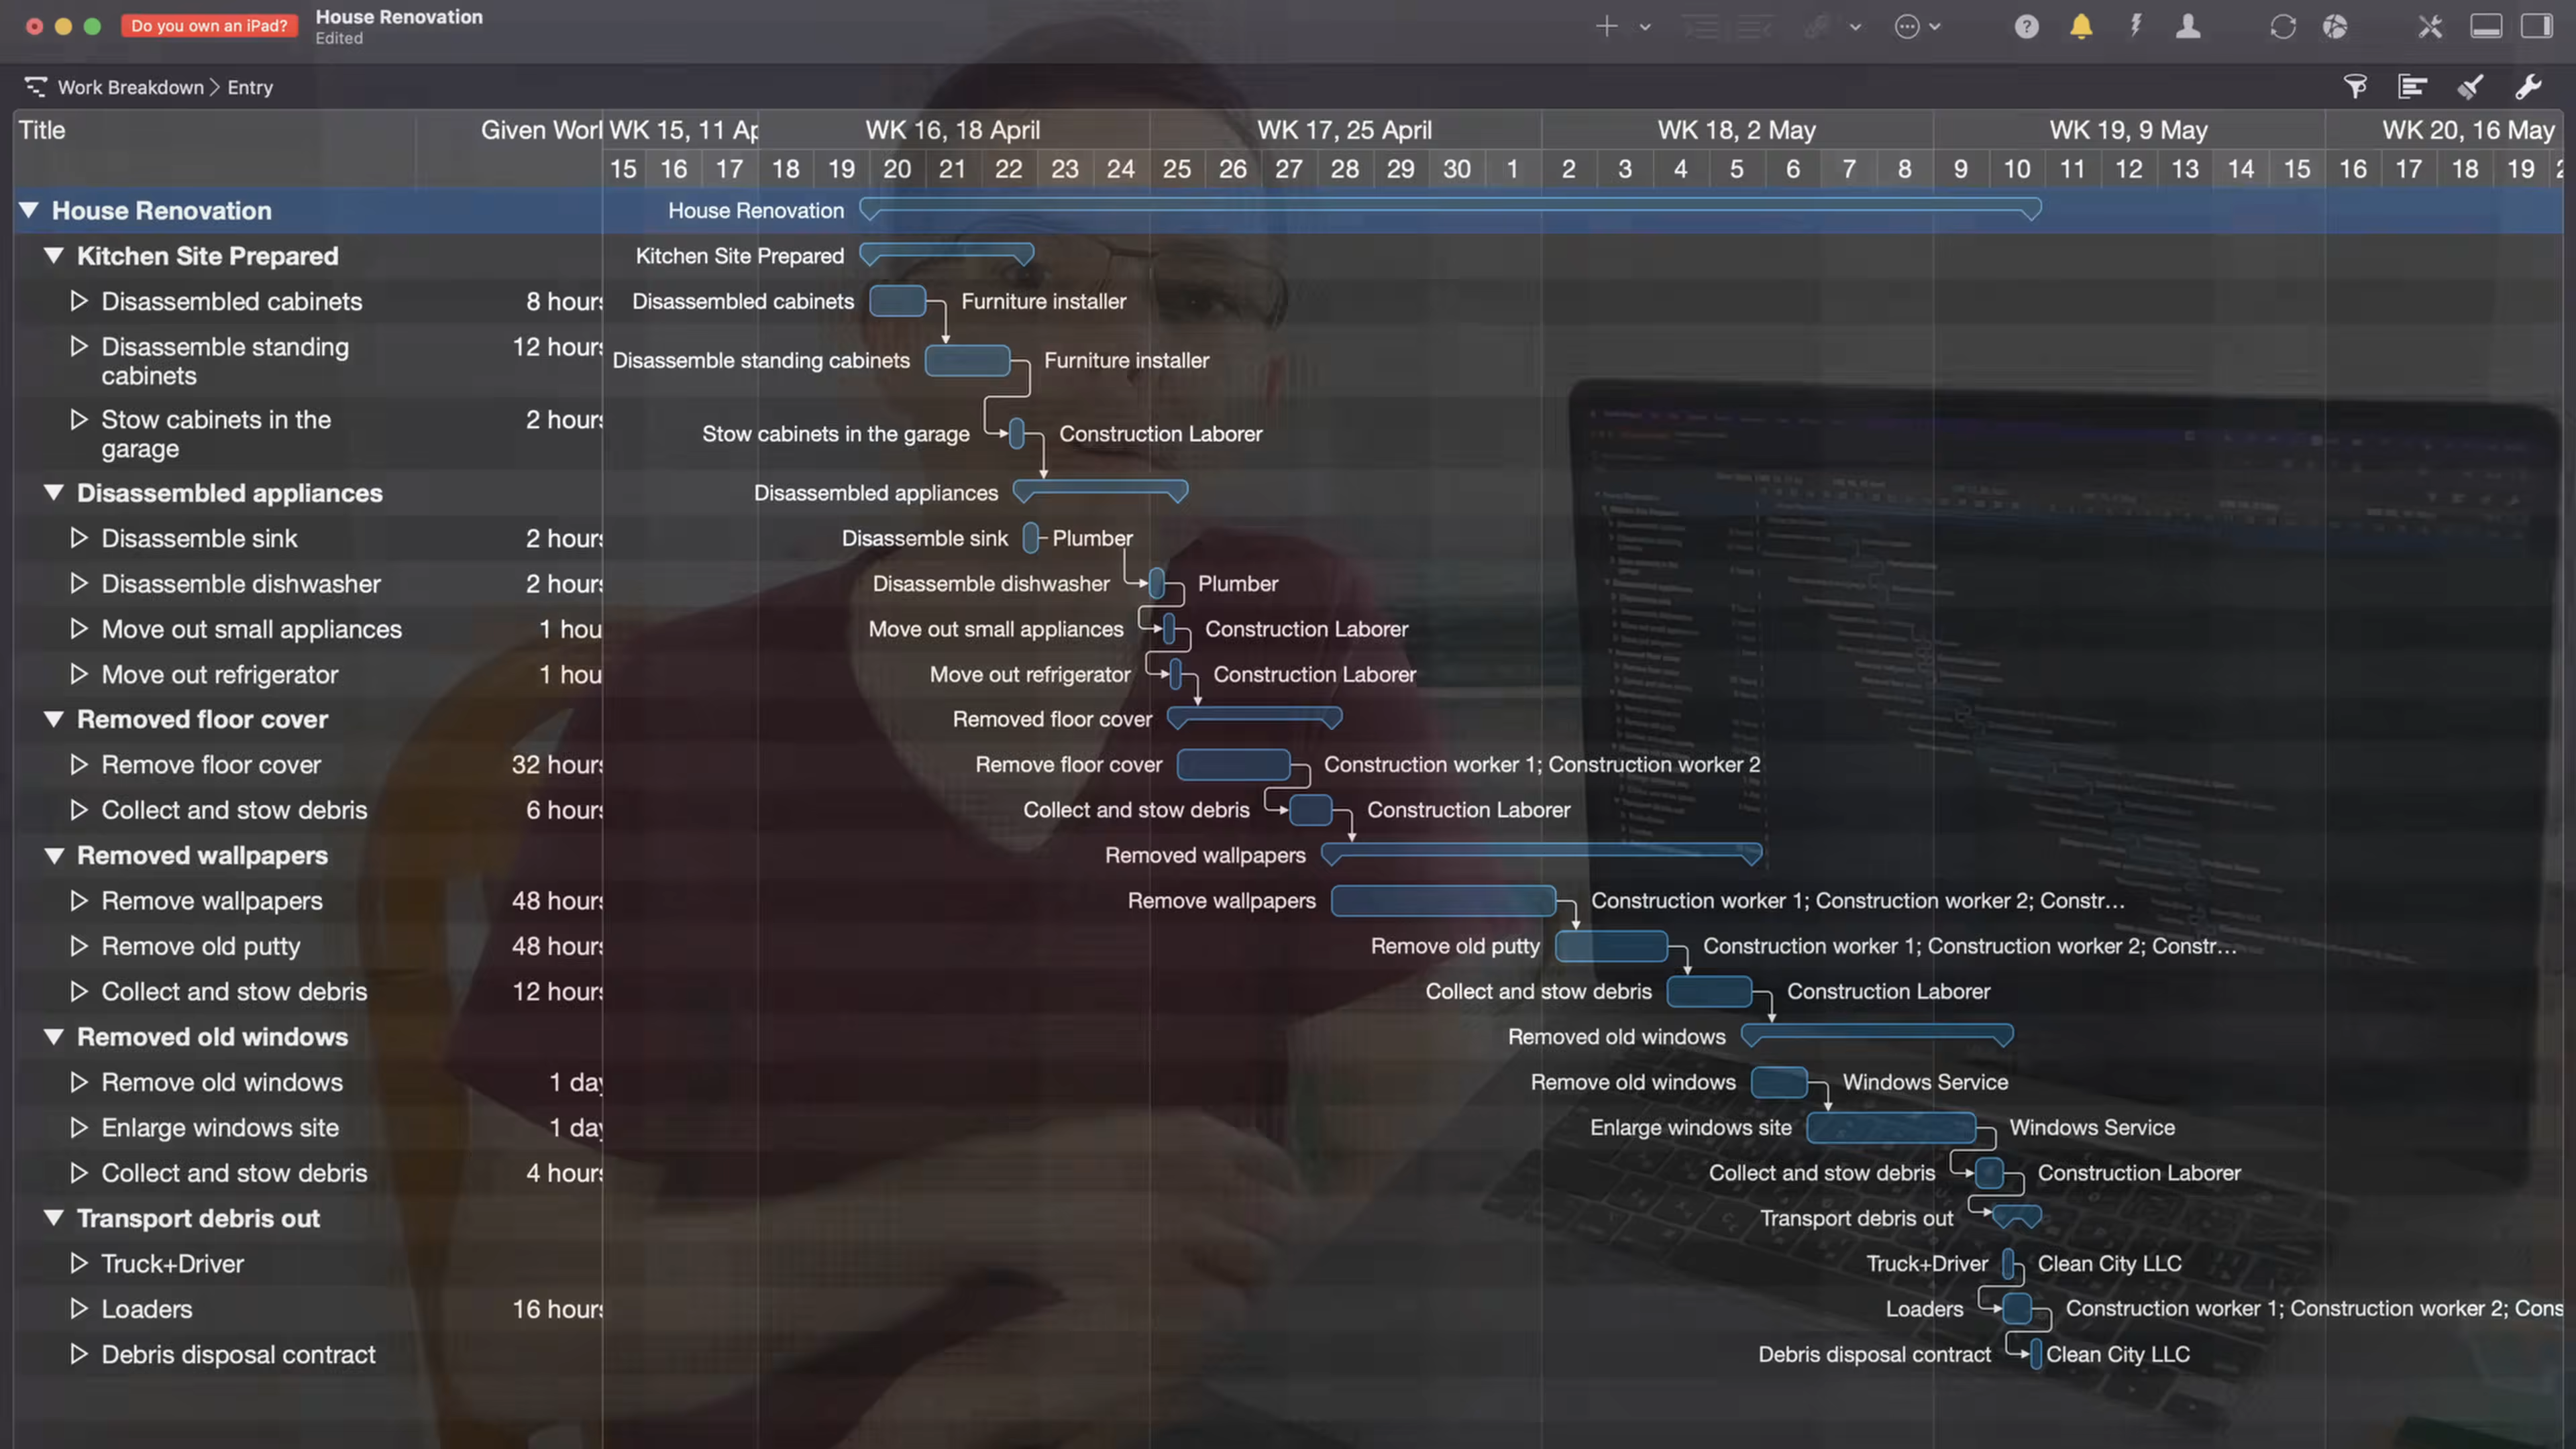 Do you own an iPad?
House Renovation
Edited
Work Breakdown > Entry
Title Given Worl WK 15, 11 Ap WK 16, 18 April WK 17, 25 April WK 18, 2 May WK 19, 9 May WK 20, 16 May
15 16 17 18 19 20 21 22 23 24 25 26 27 28 29 30 1 2 3 4 5 6 7 8 9 10 11 12 13 14 15 16 17 18 19 2
House Renovation House Renovation
Kitchen Site Prepared Kitchen Site Prepared
Disassembled cabinets 8 hours Disassembled cabinets Furniture installer
Disassemble standing 12 hours Disassemble standing cabinets Furniture installer
cabinets
Stow cabinets in the 2 hours Stow cabinets in the garage Construction Laborer
garage
Disassembled appliances Disassembled appliances
Disassemble sink 2 hours Disassemble sink Plumber
Disassemble dishwasher 2 hours Disassemble dishwasher Plumber
Move out small appliances 1 hou Move out small appliances Construction Laborer
Move out refrigerator 1 hou Move out refrigerator Construction Laborer
Removed floor cover Removed floor cover
Remove floor cover 32 hours Remove floor cover Construction worker 1; Construction worker 2
Collect and stow debris 6 hours Collect and stow debris Construction Laborer
Removed wallpapers Removed wallpapers
Remove wallpapers 48 hours Remove wallpapers Construction worker 1; Construction worker 2; Constr...
Remove old putty 48 hours Remove old putty Construction worker 1; Construction worker 2; Constr...
Collect and stow debris 12 hours Collect and stow debris Construction Laborer
Removed old windows Removed old windows
Remove old windows 1 day Remove old windows Windows Service
Enlarge windows site 1 day Enlarge windows site Windows Service
Collect and stow debris 4 hours Collect and stow debris Construction Laborer
Transport debris out Transport debris out
Truck+Driver Truck+Driver Clean City LLC
Loaders 16 hours Loaders Construction worker 1; Construction worker 2; Cons
Debris disposal contract Debris disposal contract Clean City LLC